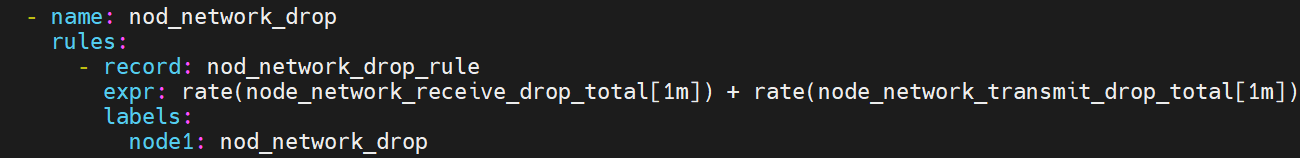 - name: nod_network_drop
rules:
- record: nod_network_drop_rule
expr: rate(node_network_receive_drop_total[1m]) + rate(node_network_transmit_drop_total[1m])
labels:
node1: nod_network_drop